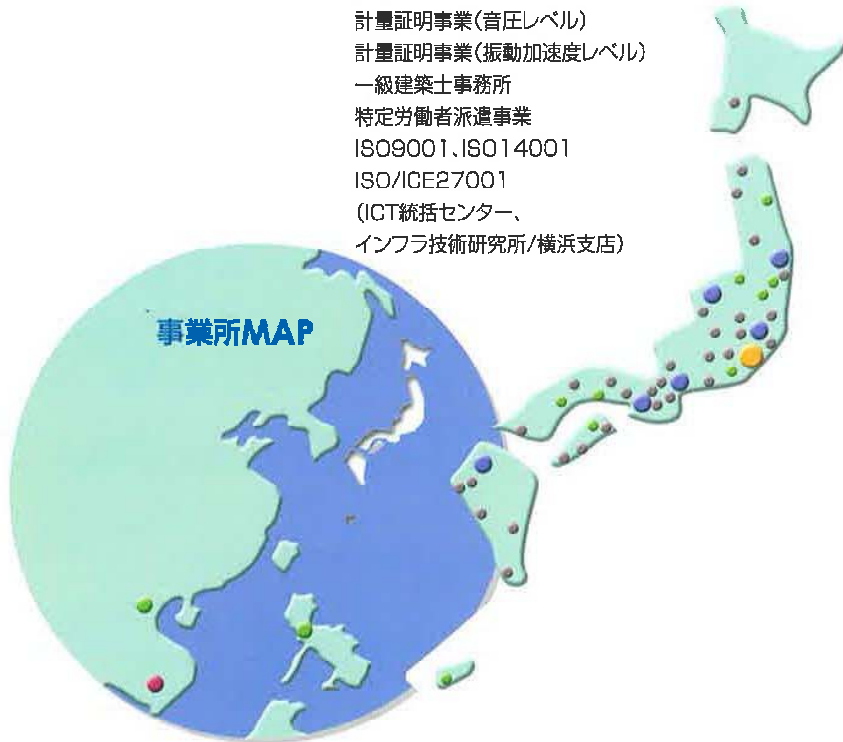 計量証明事業(音圧レベル)
計量証明事業(振動加速度レベル)
一級建築士事務所
特定労働者派遣事業
ISO9001、ISO14001
ISO/ICE27001
(ICT統括センター、
インフラ技術研究所/横浜支店)
事業所MAP